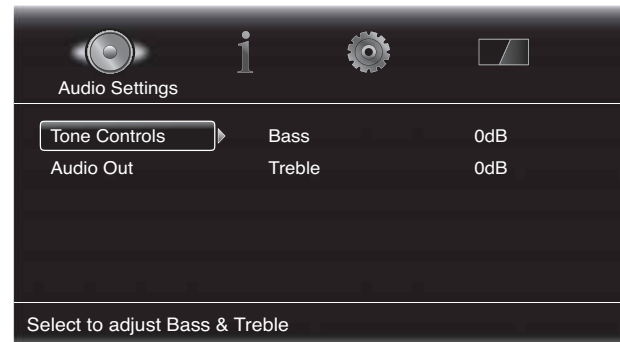 Audio Settings
Tone Controls Bass 0dB
Audio Out Treble 0dB
Select to adjust Bass & Treble